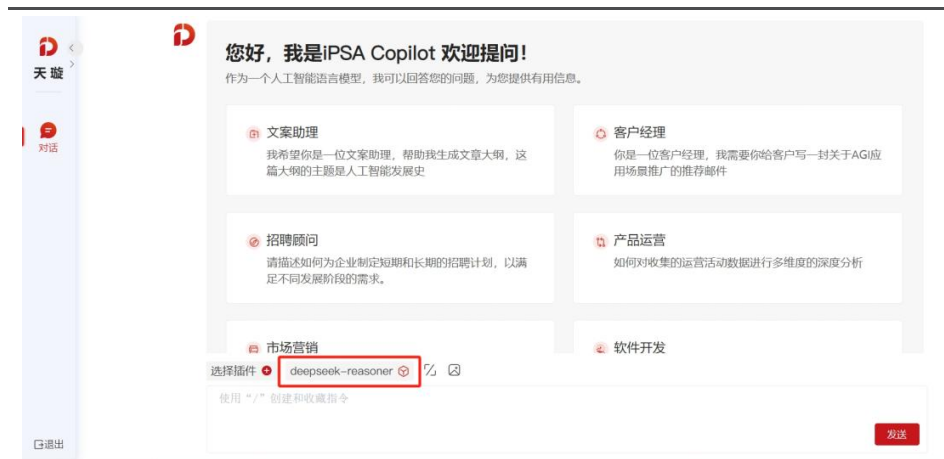 天璇
对话
退出
您好，我是iPSA Copilot 欢迎提问！
作为一个人工智能语言模型，我可以回答您的问题，为您提供有用信息。
文案助理
我希望你是一位文案助理，帮助我生成文章大纲，这
篇大纲的主题是人工智能发展史
客户经理
你是一位客户经理，我需要你给客户写一封关于AGI应
用场景推广的推荐邮件
招聘顾问
请描述如何为企业制定短期和长期的招聘计划，以满
足不同发展阶段的需求。
产品运营
如何对收集的运营活动数据进行多维度的深度分析
市场营销
软件开发
选择插件
deepseek-reasoner
使用 "/" 创建和收藏指令
发送